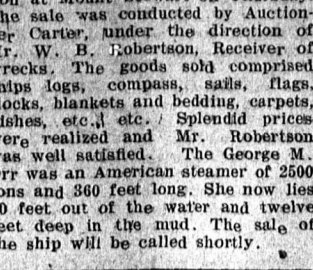 he sale was conducted by Auction-
er Carter, under the direction of
r. W. B. Robertson, Receiver of
recks. The goods sold comprised
hips logs, compass, sails, flags,
locks, blankets and bedding, carpets,
ishes, etc., etc. Splendid prices
ere realized and Mr. Robertson
as well satisfied. The George M.
rr was an American steamer of 2500
ons and 360 feet long. She now lies
0 feet out of the water and twelve
eet deep in the mud. The sale of
he ship will be called shortly.